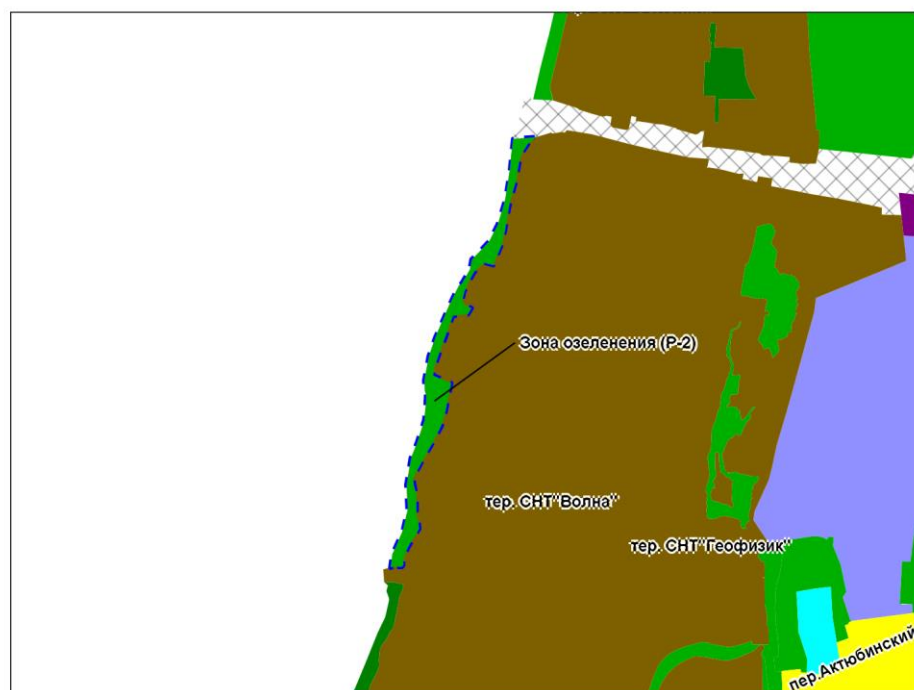 Зона озеленения (Р-2)
тер. СНТ"Волна"
тер. СНТ"Геофизик"
пер.Актюбинский